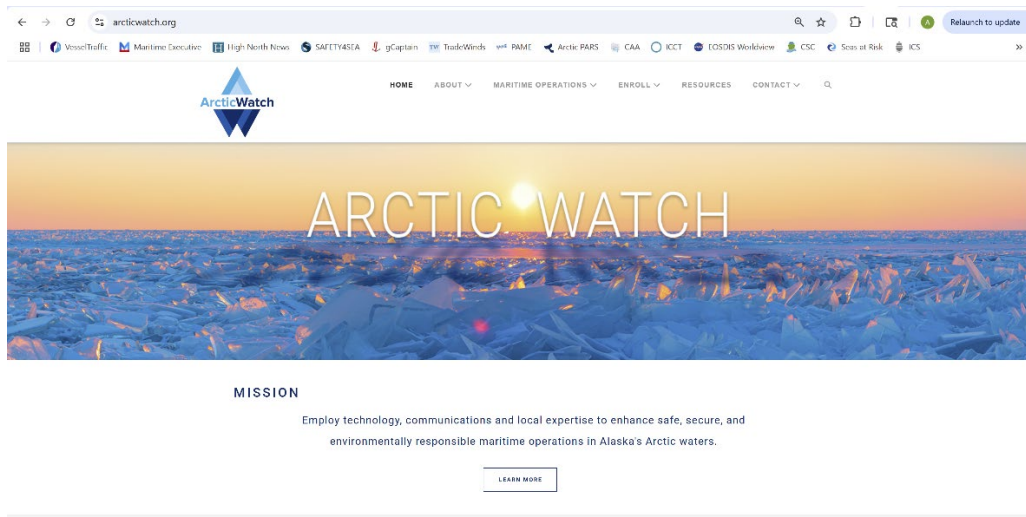 arcticwatch.org
A
Relaunch to update
VesselTraffic Maritime Executive High North News SAFETY4SEA gCaptain TW TradeWinds PAME Arctic PARS CAA ICCT EOSDIS Worldview CSC Seas at Risk ICS »
ArcticWatch
HOME ABOUT MARITIME OPERATIONS ENROLL RESOURCES CONTACT
ARCTIC WATCH
MISSION
Employ technology, communications and local expertise to enhance safe, secure, and
environmentally responsible maritime operations in Alaska's Arctic waters.
LEARN MORE